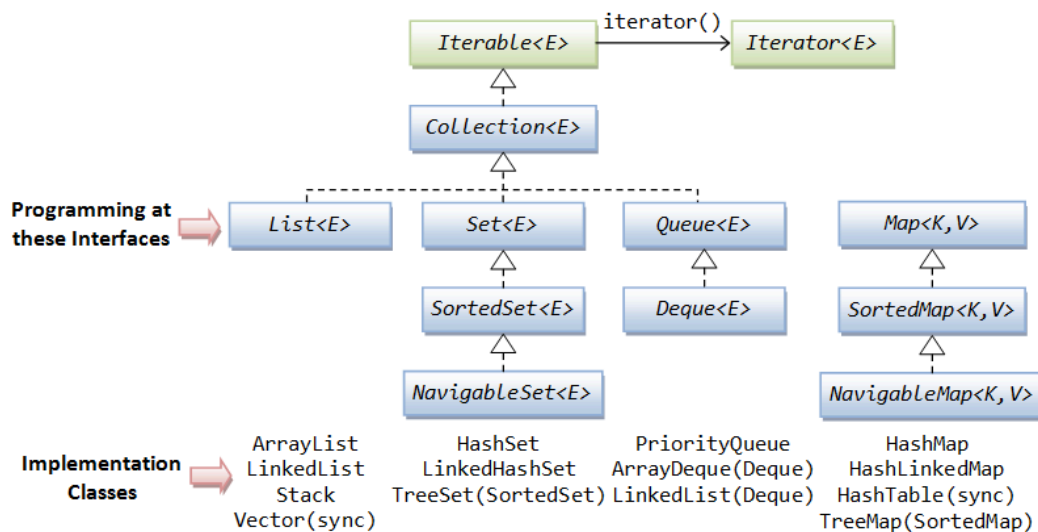 iterator()
Iterable<E>
Iterator<E>
Collection<E>
Programming at
these Interfaces
List<E>
Set<E>
Queue<E>
Map<K,V>
SortedSet<E>
Deque<E>
SortedMap<K,V>
NavigableSet<E>
NavigableMap<K,V>
Implementation
Classes
ArrayList
LinkedList
Stack
Vector(sync)
HashSet
LinkedHashSet
TreeSet(SortedSet)
PriorityQueue
ArrayDeque(Deque)
LinkedList(Deque)
HashMap
HashLinkedMap
HashTable(sync)
TreeMap(SortedMap)